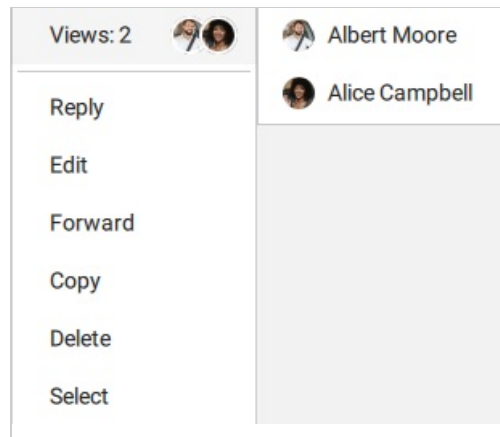 Views: 2
Albert Moore
Alice Campbell
Reply
Edit
Forward
Copy
Delete
Select